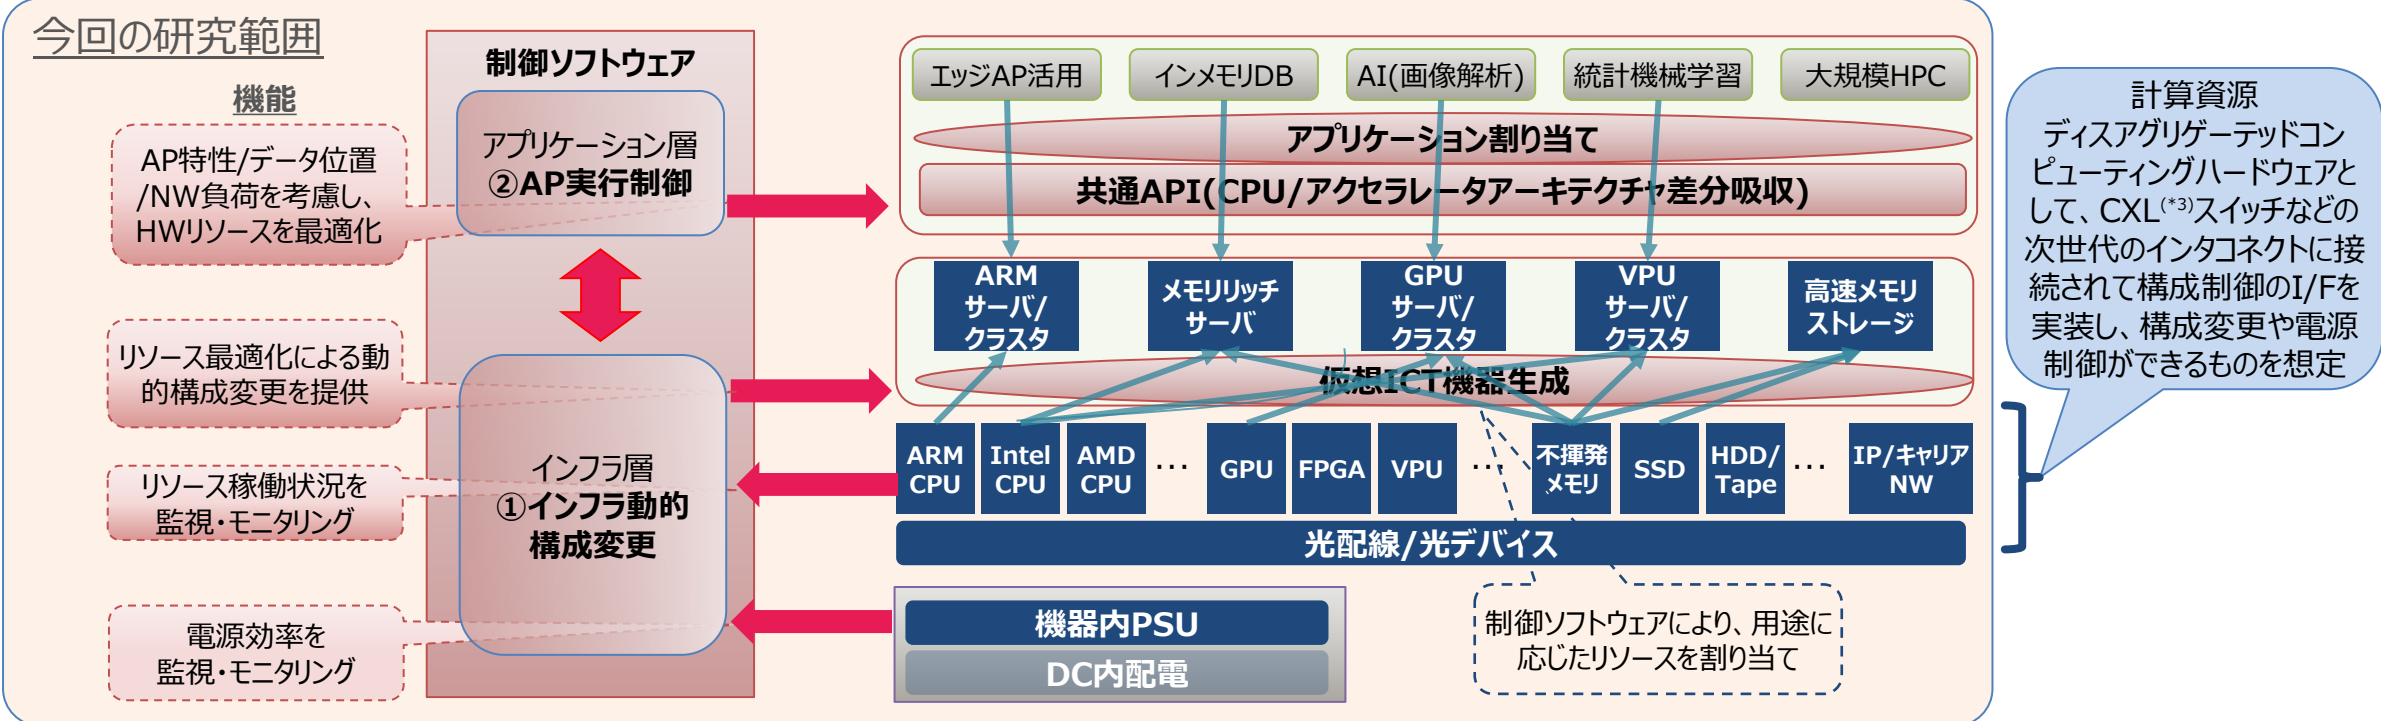 今回の研究範囲
機能
AP特性/データ位置
/NW負荷を考慮し、
HWリソースを最適化
リソース最適化による動
的構成変更を提供
リソース稼働状況を
監視・モニタリング
電源効率を
監視・モニタリング
制御ソフトウェア
アプリケーション層
②AP実行制御
インフラ層
①インフラ動的
構成変更
エッジAP活用
インメモリDB
AI(画像解析)
統計機械学習
大規模HPC
アプリケーション割り当て
共通API(CPU/アクセラレータアーキテクチャ差分吸収)
ARM
サーバ/
クラスタ
メモリリッチ
サーバ
GPU
サーバ/
クラスタ
VPU
サーバ/
クラスタ
高速メモリ
ストレージ
仮想ICT機器生成
ARM
CPU
Intel
CPU
AMD
CPU
…
GPU
FPGA
VPU
…
不揮発
メモリ
SSD
HDD/
Tape
…
IP/キャリア
NW
光配線/光デバイス
機器内PSU
DC内配電
制御ソフトウェアにより、用途に
応じたリソースを割り当て
計算資源
ディスアグリゲーテッドコン
ピューティングハードウェアと
して、CXL(*3)スイッチなどの
次世代のインタコネクトに接
続されて構成制御のI/Fを
実装し、構成変更や電源
制御ができるものを想定